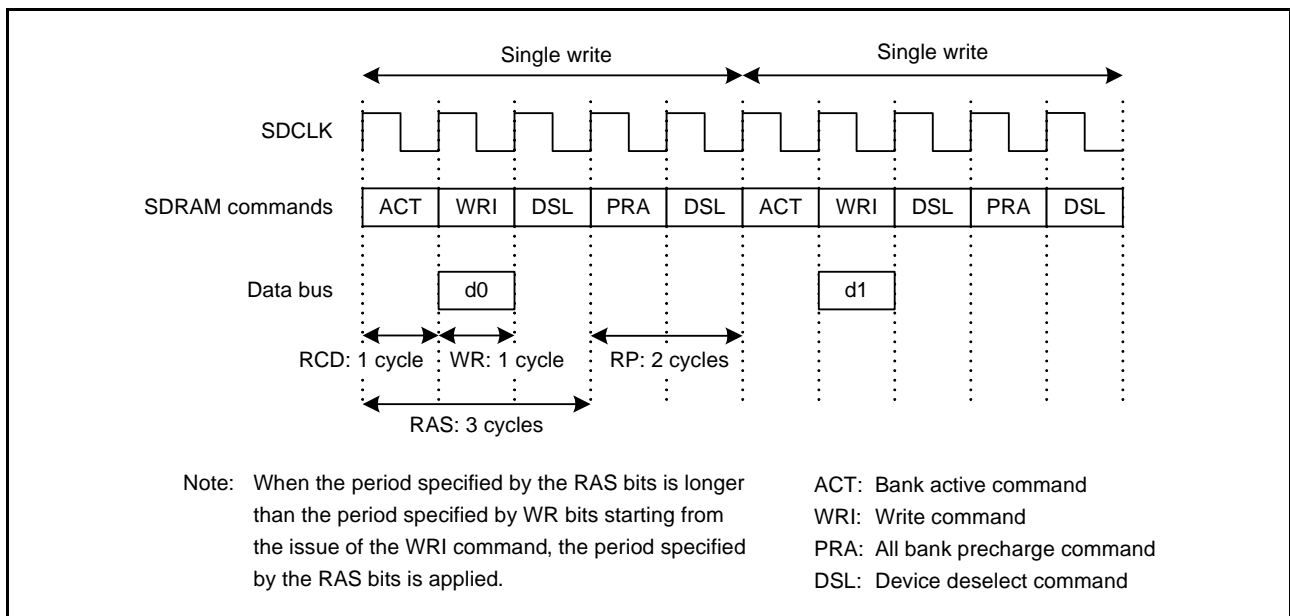 Single write Single write
SDCLK
SDRAM commands ACT WRI DSL PRA DSL ACT WRI DSL PRA DSL
Data bus d0 d1
RCD: 1 cycle WR: 1 cycle RP: 2 cycles
RAS: 3 cycles
Note: When the period specified by the RAS bits is longer
than the period specified by WR bits starting from
the issue of the WRI command, the period specified
by the RAS bits is applied.
ACT: Bank active command
WRI: Write command
PRA: All bank precharge command
DSL: Device deselect command